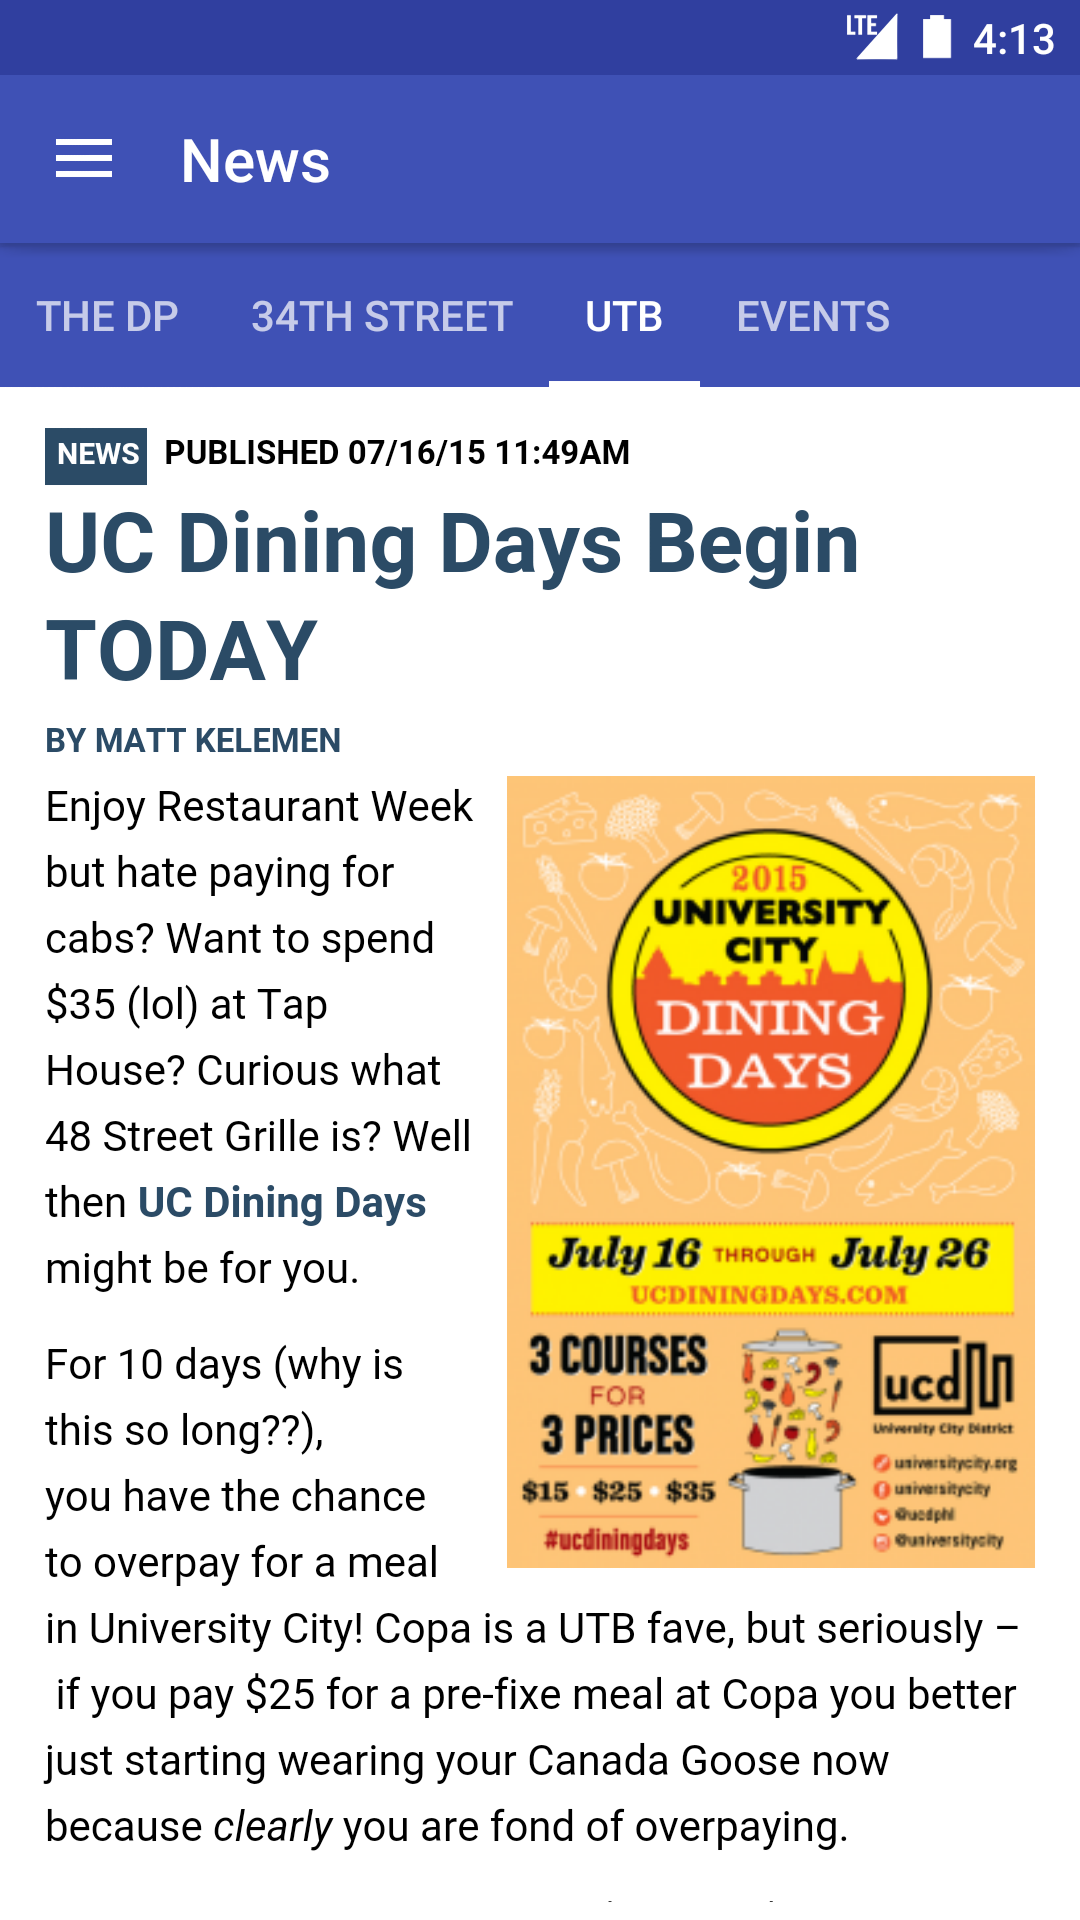 LTE 4:13
News
THE DP 34TH STREET UTB EVENTS
NEWS PUBLISHED 07/16/15 11:49AM
UC Dining Days Begin
TODAY
BY MATT KELEMEN
Enjoy Restaurant Week
but hate paying for
cabs? Want to spend
$35 (lol) at Tap
House? Curious what
48 Street Grille is? Well
then UC Dining Days
might be for you.
For 10 days (why is
this so long??),
you have the chance
to overpay for a meal
in University City! Copa is a UTB fave, but seriously –
if you pay $25 for a pre-fixe meal at Copa you better
just starting wearing your Canada Goose now
because clearly you are fond of overpaying.
2015
UNIVERSITY
CITY
DINING
DAYS
July 16 THROUGH July 26
UCDININGDAYS.COM
3 COURSES
FOR
3 PRICES
$15 • $25 • $35
#ucdiningdays
ucd
University City District
universitycity.org
universitycity
@ucdphl
@universitycity